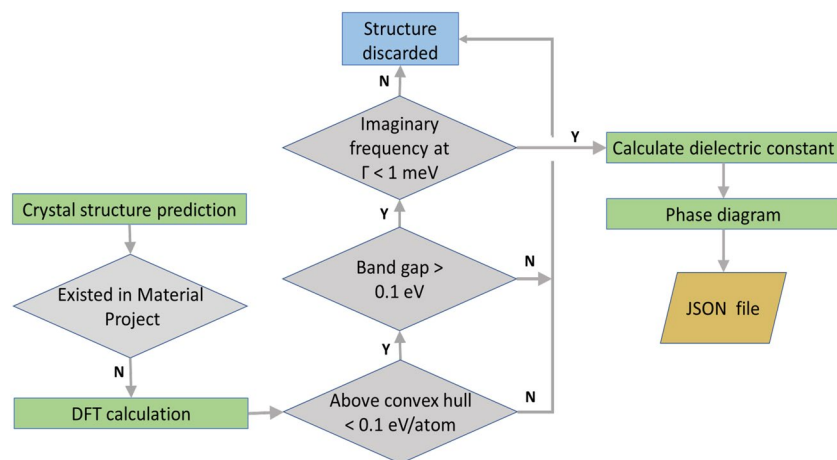 Structure
discarded
N
Imaginary
frequency at
Γ < 1 meV
Y
Calculate dielectric constant
Crystal structure prediction
Y
Phase diagram
Band gap >
0.1 eV
N
Existed in Material
Project
JSON file
N
Y
DFT calculation
Above convex hull
< 0.1 eV/atom
N